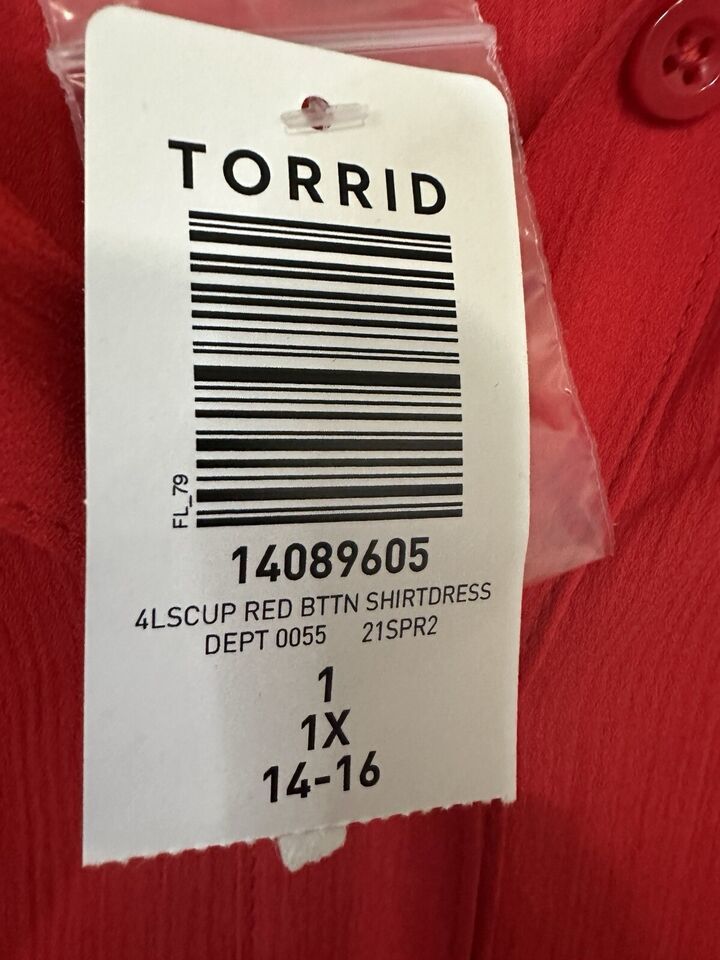 TORRID
FL_79
14089605
4LSCUP RED BTTN SHIRTDRESS
DEPT 0055 21SPR2
1
1X
14-16